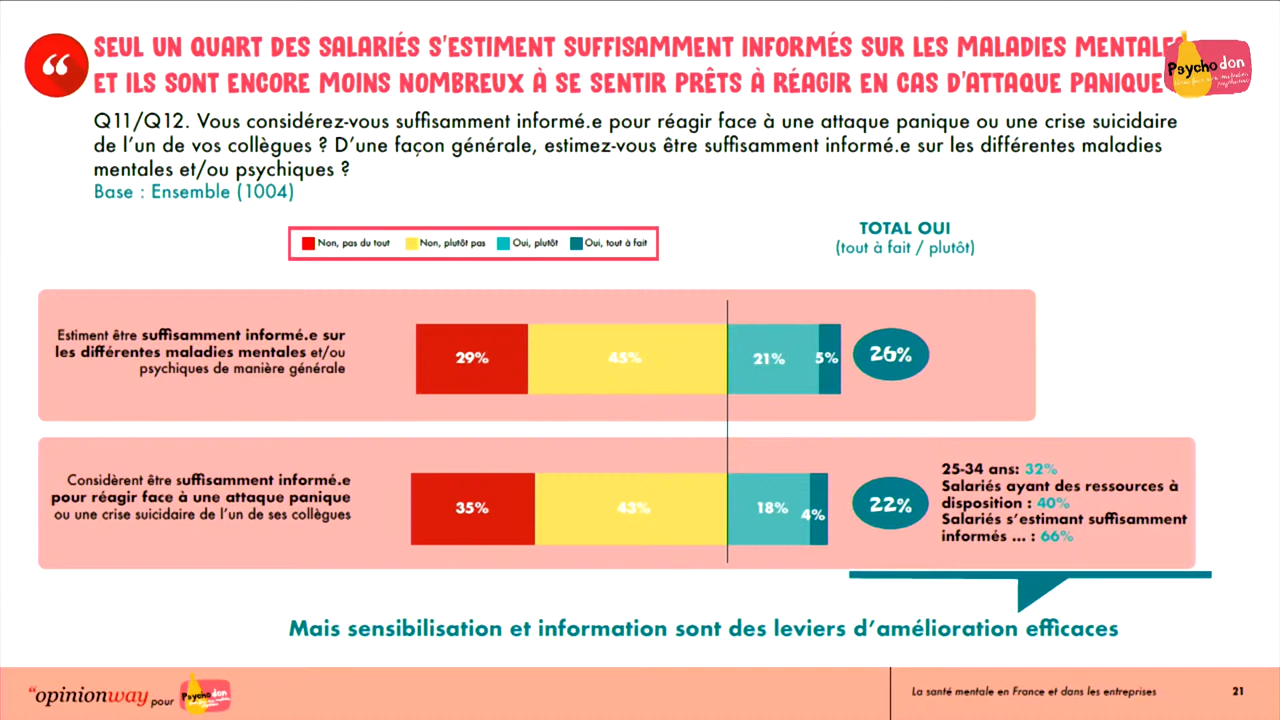 SEUL UN QUART DES SALARIÉS S'ESTIMENT SUFFISAMMENT INFORMÉS SUR LES MALADIES MENTALES
ET ILS SONT ENCORE MOINS NOMBREUX À SE SENTIR PRÊTS À RÉAGIR EN CAS D'ATTAQUE PANIQUE
Psychodon
Q11/Q12. Vous considérez-vous suffisamment informé.e pour réagir face à une attaque panique ou une crise suicidaire
de l'un de vos collègues ? D'une façon générale, estimez-vous être suffisamment informé.e sur les différentes maladies
mentales et/ou psychiques ?
Base : Ensemble (1004)
Non, pas du tout Non, plutôt pas Oui, plutôt Oui, tout à fait
TOTAL OUI
(tout à fait / plutôt)
Estiment être suffisamment informé.e sur
les différentes maladies mentales et/ou
psychiques de manière générale
29% 45% 21% 5% 26%
Considèrent être suffisamment informé.e
pour réagir face à une attaque panique
ou une crise suicidaire de l'un de ses collègues
35% 43% 18% 4% 22%
25-34 ans: 32%
Salariés ayant des ressources à
disposition : 40%
Salariés s'estimant suffisamment
informés ... : 66%
Mais sensibilisation et information sont des leviers d'amélioration efficaces
"opinionway pour Psychodon
La santé mentale en France et dans les entreprises 21